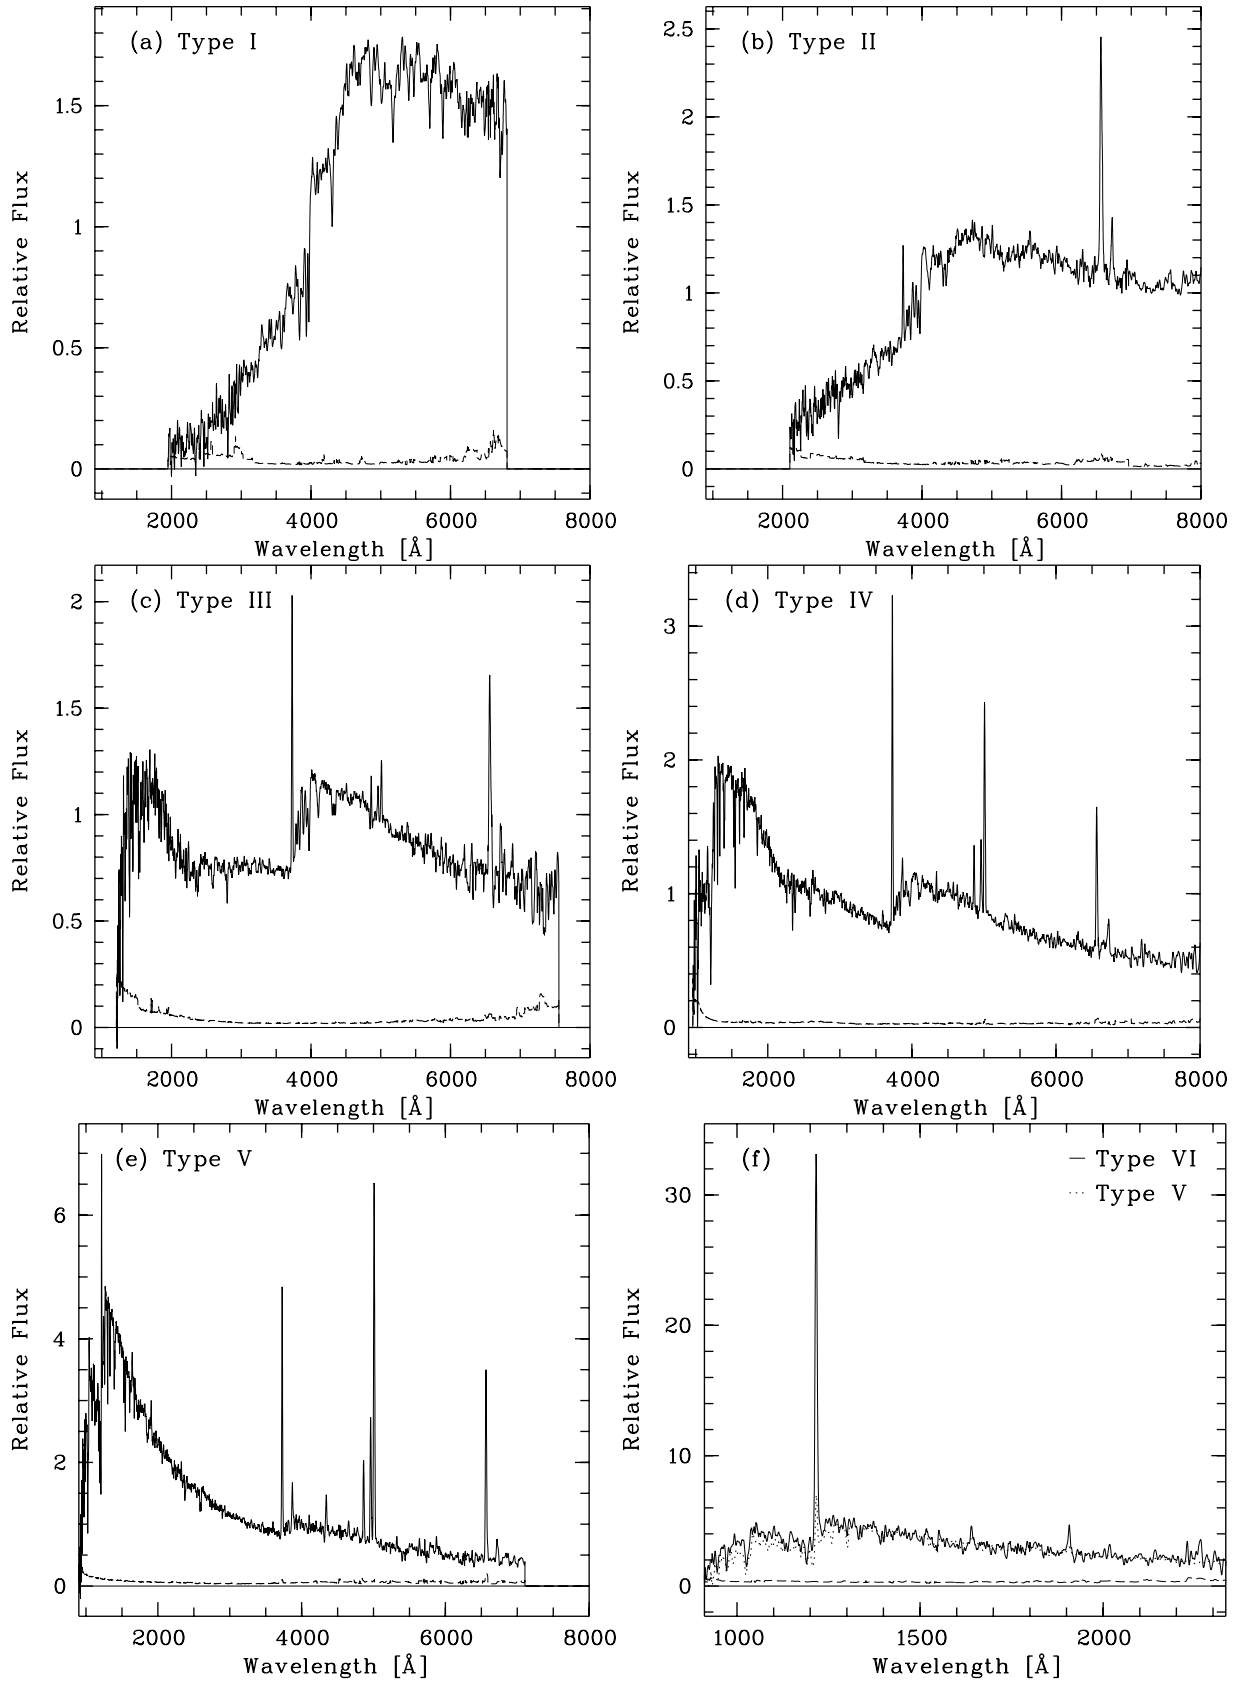 (a) Type I
1.5
1
0.5
0
2000 4000 6000 8000
Wavelength [Å]
Relative Flux
(b) Type II
2.5
2
1.5
1
0.5
0
2000 4000 6000 8000
Wavelength [Å]
Relative Flux
(c) Type III
2
1.5
1
0.5
0
2000 4000 6000 8000
Wavelength [Å]
Relative Flux
(d) Type IV
3
2
1
0
2000 4000 6000 8000
Wavelength [Å]
Relative Flux
(e) Type V
6
4
2
0
2000 4000 6000 8000
Wavelength [Å]
Relative Flux
(f)
Type VI
Type V
30
20
10
0
1000 1500 2000
Wavelength [Å]
Relative Flux